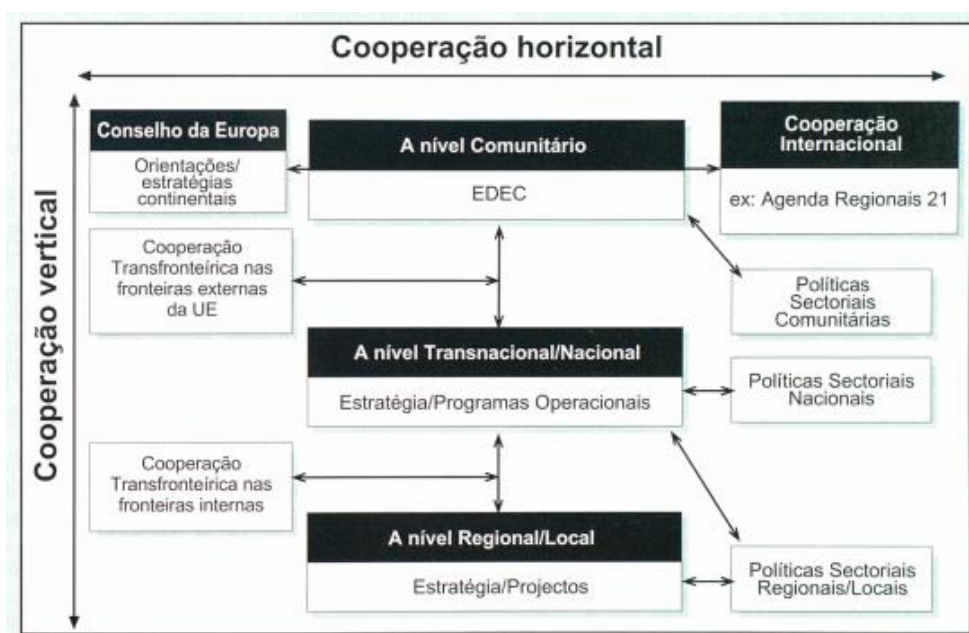 Cooperação horizontal
Cooperação vertical
Conselho da Europa
Orientações/
estratégias
continentais
A nível Comunitário
EDEC
Cooperação
Internacional
ex: Agenda Regionais 21
Cooperação
Transfronteírica nas
fronteiras externas
da UE
Políticas
Sectoriais
Comunitárias
A nível Transnacional/Nacional
Estratégia/Programas Operacionais
Políticas Sectoriais
Nacionais
Cooperação
Transfronteírica nas
fronteiras internas
A nível Regional/Local
Estratégia/Projectos
Políticas Sectoriais
Regionais/Locais